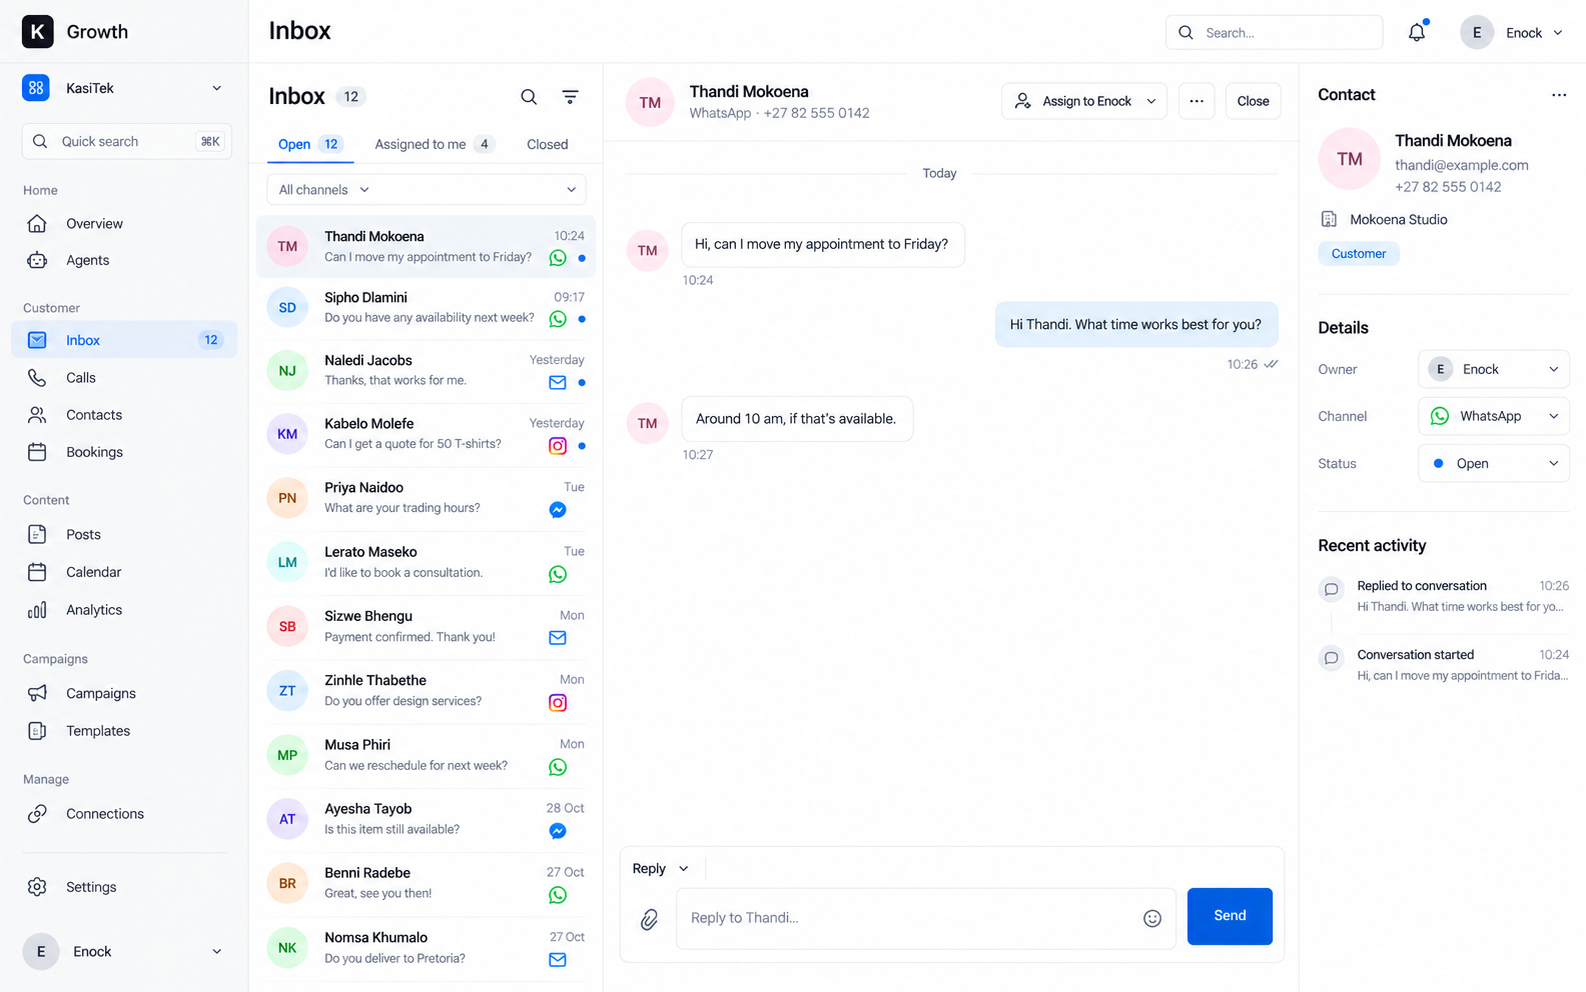 K Growth
KasiTek
Quick search ⌘K
Home
Overview
Agents
Customer
Inbox 12
Calls
Contacts
Bookings
Content
Posts
Calendar
Analytics
Campaigns
Campaigns
Templates
Manage
Connections
Settings
E Enock
Inbox
Search...
E Enock
Inbox 12
Open 12 Assigned to me 4 Closed
All channels
TM Thandi Mokoena 10:24
Can I move my appointment to Friday?
SD Sipho Dlamini 09:17
Do you have any availability next week?
NJ Naledi Jacobs Yesterday
Thanks, that works for me.
KM Kabelo Molefe Yesterday
Can I get a quote for 50 T-shirts?
PN Priya Naidoo Tue
What are your trading hours?
LM Lerato Maseko Tue
I'd like to book a consultation.
SB Sizwe Bhengu Mon
Payment confirmed. Thank you!
ZT Zinhle Thabethe Mon
Do you offer design services?
MP Musa Phiri Mon
Can we reschedule for next week?
AT Ayesha Tayob 28 Oct
Is this item still available?
BR Benni Radebe 27 Oct
Great, see you then!
NK Nomsa Khumalo 27 Oct
Do you deliver to Pretoria?
TM Thandi Mokoena
WhatsApp · +27 82 555 0142
Assign to Enock
Close
Today
TM Hi, can I move my appointment to Friday?
10:24
Hi Thandi. What time works best for you?
10:26
TM Around 10 am, if that's available.
10:27
Reply
Reply to Thandi...
Send
Contact
TM Thandi Mokoena
thandi@example.com
+27 82 555 0142
Mokoena Studio
Customer
Details
Owner E Enock
Channel WhatsApp
Status Open
Recent activity
Replied to conversation 10:26
Hi Thandi. What time works best for yo...
Conversation started 10:24
Hi, can I move my appointment to Frida...